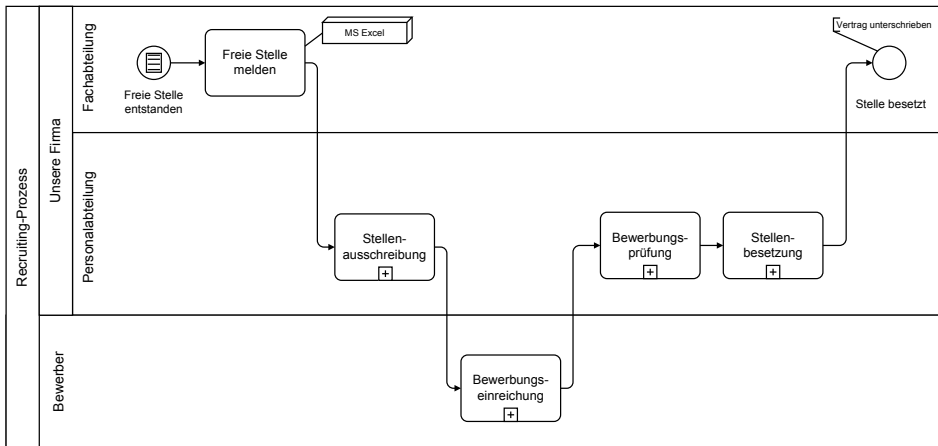 Recruiting-Prozess
Unsere Firma
Fachabteilung
Freie Stelle
entstanden
Freie Stelle
melden
MS Excel
Vertrag unterschrieben
Stelle besetzt
Personalabteilung
Stellen-
ausschreibung
Bewerbungs-
prüfung
Stellen-
besetzung
Bewerber
Bewerbungs-
einreichung